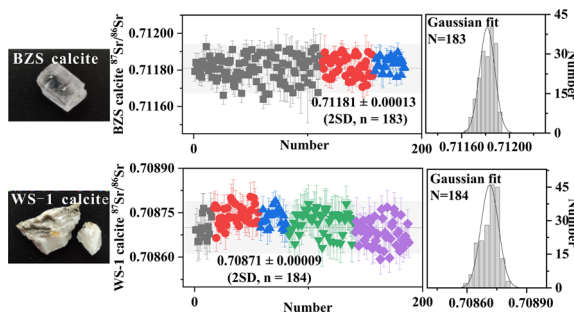 BZS calcite
BZS calcite ⁸⁷Sr/⁸⁶Sr
0.71200
0.71180
0.71160
0.71181 ± 0.00013
(2SD, n = 183)
0
100
200
Number
Gaussian fit
N=183
45
30
15
0
Number
0.71160
0.71200
WS-1 calcite
WS-1 calcite ⁸⁷Sr/⁸⁶Sr
0.70890
0.70875
0.70860
0.70871 ± 0.00009
(2SD, n = 184)
0
100
200
Number
Gaussian fit
N=184
45
30
15
0
Number
0.70860
0.70890